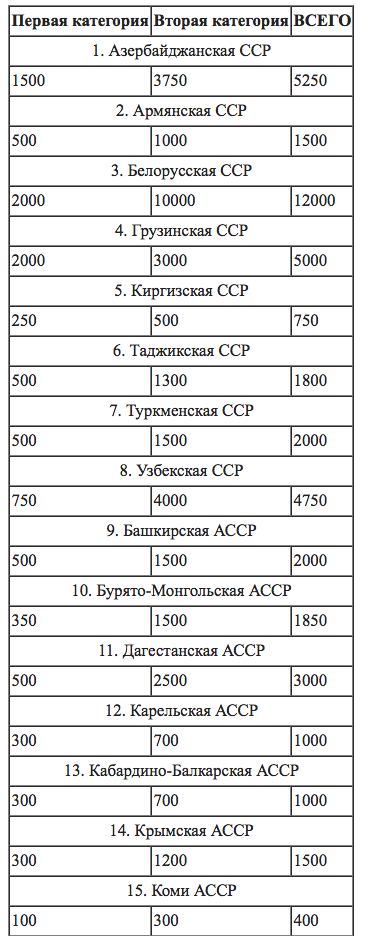 Первая категория Вторая категория ВСЕГО
1. Азербайджанская ССР
1500 3750 5250
2. Армянская ССР
500 1000 1500
3. Белорусская ССР
2000 10000 12000
4. Грузинская ССР
2000 3000 5000
5. Киргизская ССР
250 500 750
6. Таджикская ССР
500 1300 1800
7. Туркменская ССР
500 1500 2000
8. Узбекская ССР
750 4000 4750
9. Башкирская АССР
500 1500 2000
10. Бурято-Монгольская АССР
350 1500 1850
11. Дагестанская АССР
500 2500 3000
12. Карельская АССР
300 700 1000
13. Кабардино-Балкарская АССР
300 700 1000
14. Крымская АССР
300 1200 1500
15. Коми АССР
100 300 400